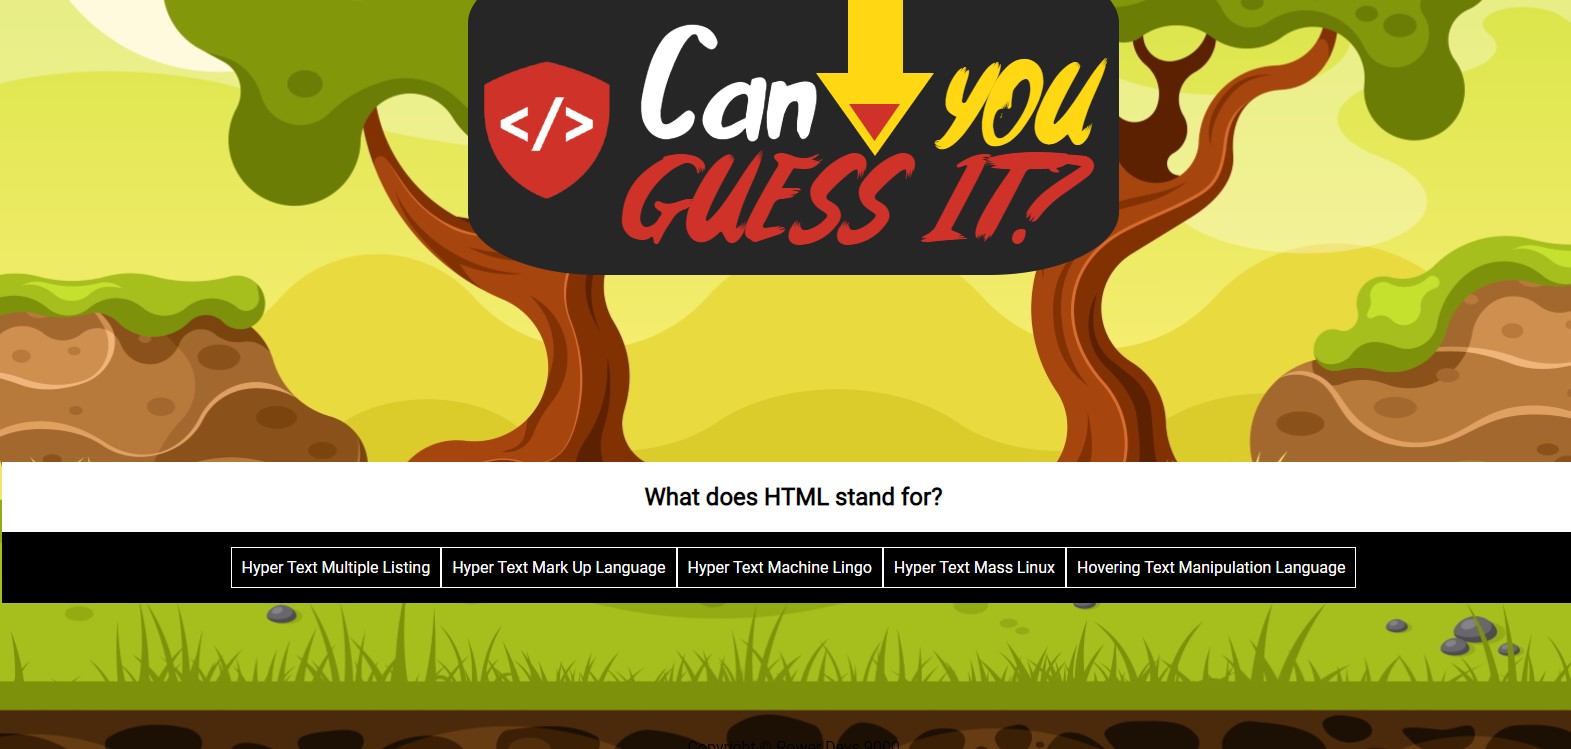 </>
Can you
GUESS IT?
What does HTML stand for?
Hyper Text Multiple Listing
Hyper Text Mark Up Language
Hyper Text Machine Lingo
Hyper Text Mass Linux
Hovering Text Manipulation Language
Copyright © Power Devs 9000